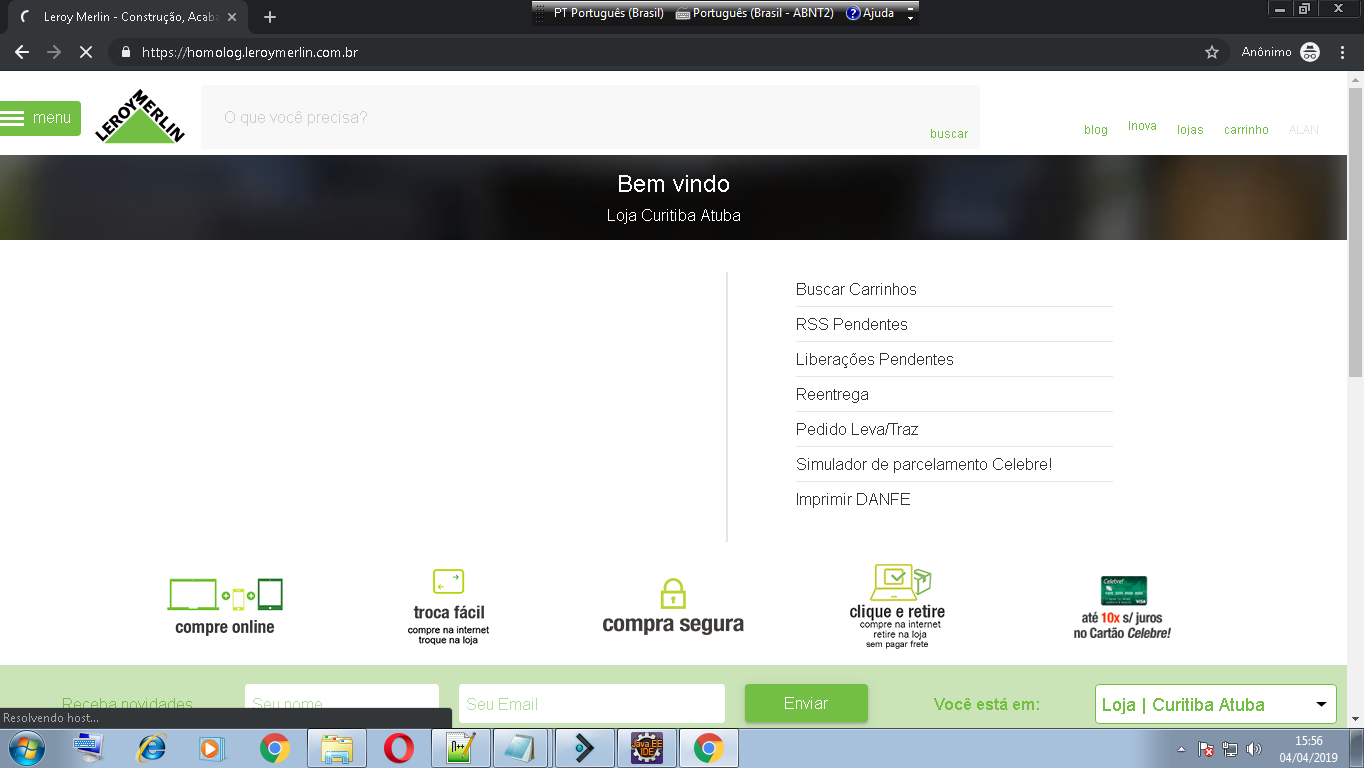 PT Português (Brasil) Português (Brasil - ABNT2) Ajuda
Leroy Merlin - Construção, Acaba
https://homolog.leroymerlin.com.br
Anônimo
menu
LEROY MERLIN
O que você precisa?
buscar
blog
Inova
lojas
carrinho
ALAN
Bem vindo
Loja Curitiba Atuba
Buscar Carrinhos
RSS Pendentes
Liberações Pendentes
Reentrega
Pedido Leva/Traz
Simulador de parcelamento Celebre!
Imprimir DANFE
compre online
troca fácil
compre na internet
troque na loja
compra segura
clique e retire
compre na internet
retire na loja
sem pagar frete
Celebre!
VISA
até 10x s/ juros
no Cartão Celebre!
Receba novidades
Seu nome
Seu Email
Enviar
Você está em:
Loja | Curitiba Atuba
Resolvendo host...
Java EE
IDE
15:56
04/04/2019